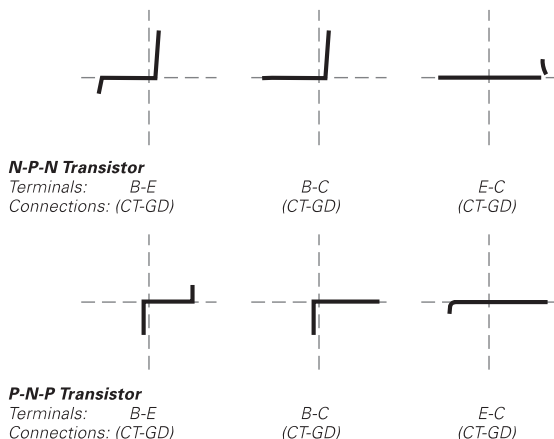 N-P-N Transistor
Terminals: B-E B-C E-C
Connections: (CT-GD) (CT-GD) (CT-GD)
P-N-P Transistor
Terminals: B-E B-C E-C
Connections: (CT-GD) (CT-GD) (CT-GD)